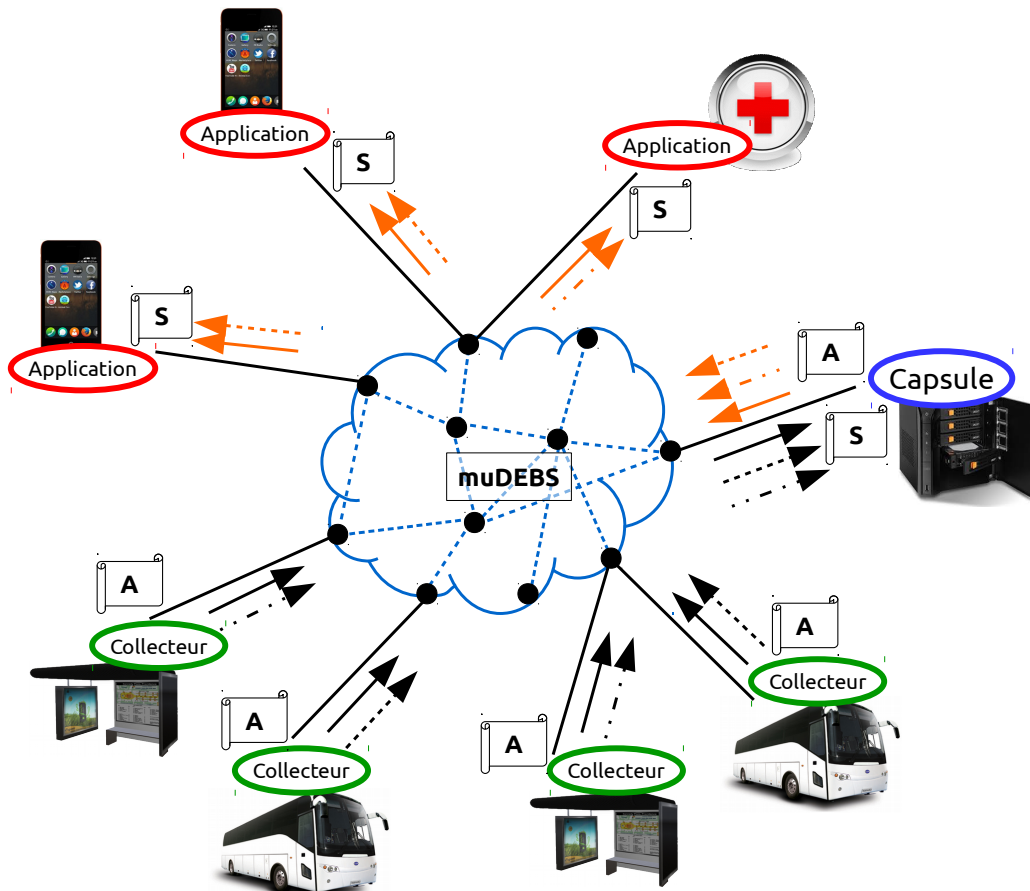 Application
S
Application
S
Application
S
A
Capsule
S
muDEBS
A
Collecteur
A
Collecteur
A
Collecteur
A
Collecteur